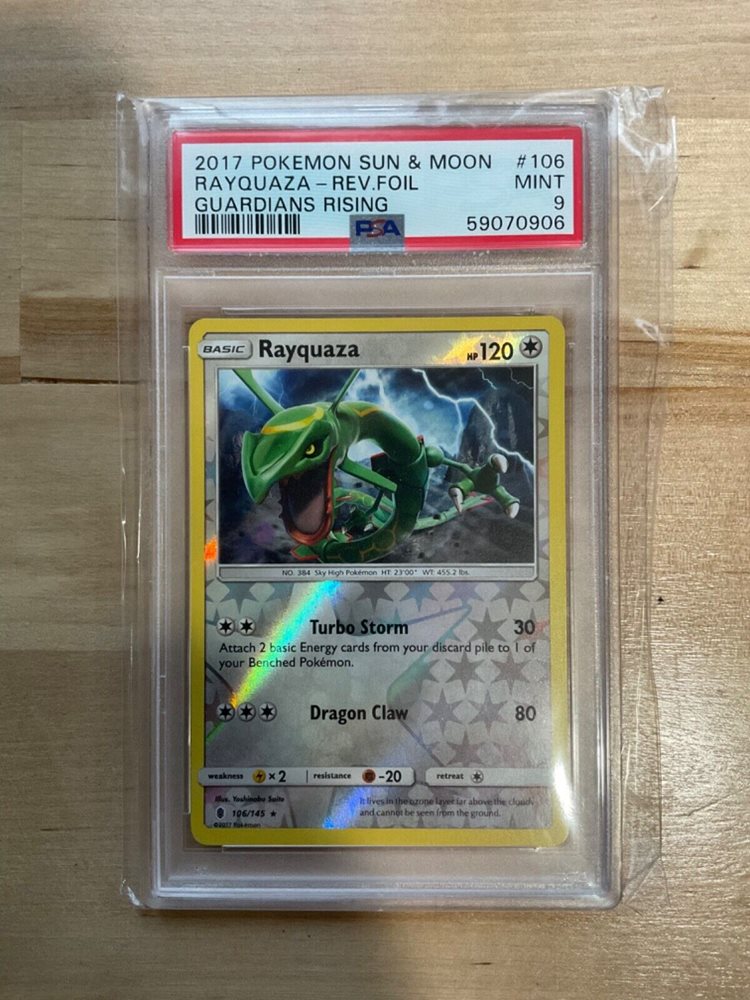 2017 POKEMON SUN & MOON #106
RAYQUAZA - REV.FOIL MINT
GUARDIANS RISING 9
PSA 59070906
BASIC Rayquaza HP 120
NO. 384 Sky High Pokémon HT: 23'00" WT: 455.2 lbs.
Turbo Storm 30
Attach 2 basic Energy cards from your discard pile to 1 of
your Benched Pokémon.
Dragon Claw 80
weakness × 2 resistance -20 retreat
Illus. Yoshinobu Saito
It lives in the ozone layer far above the clouds
106/145 ★
and cannot be seen from the ground.
©2017 Pokémon